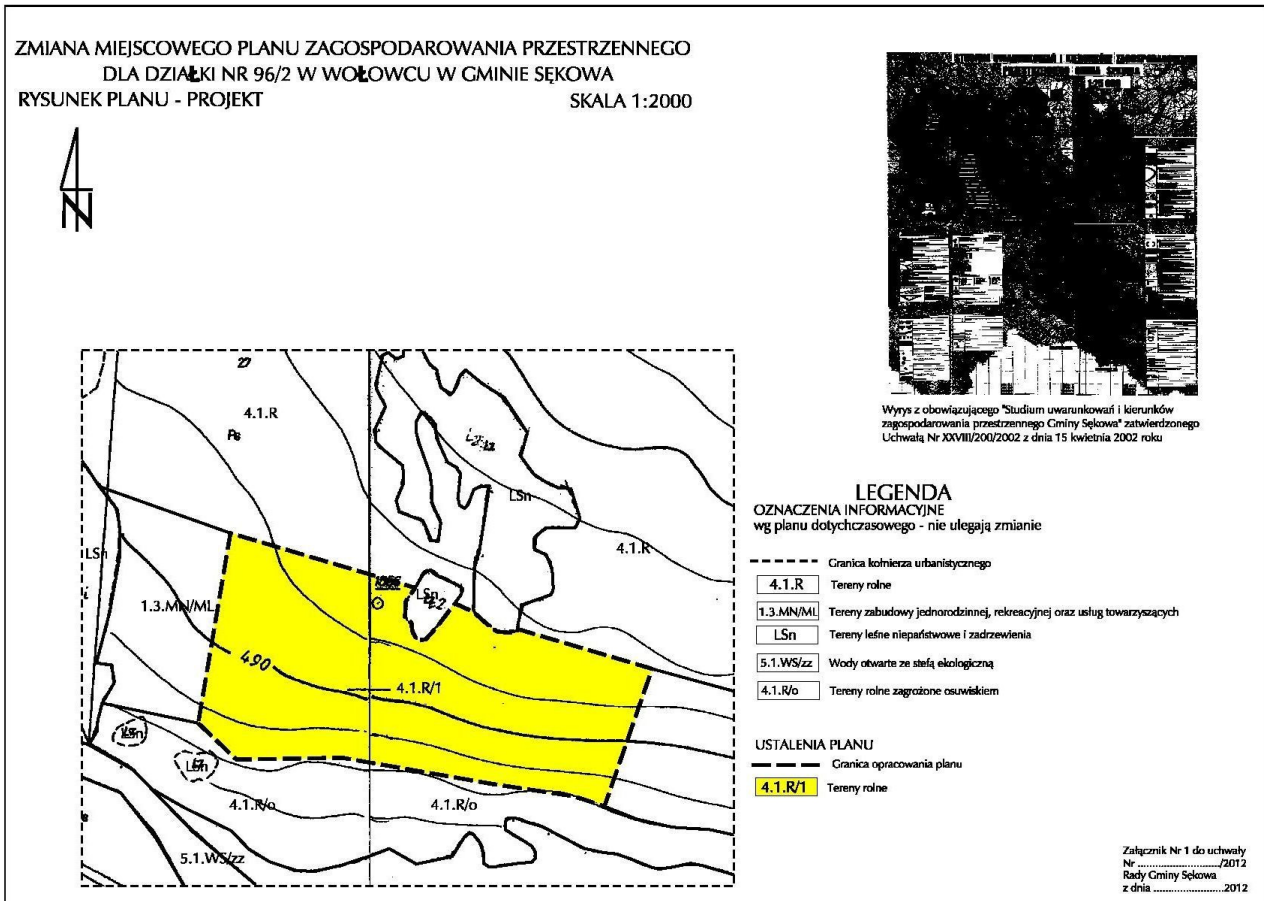 ZMIANA MIEJSCOWEGO PLANU ZAGOSPODAROWANIA PRZESTRZENNEGO
DLA DZIAŁKI NR 96/2 W WOŁOWCU W GMINIE SĘKOWA
RYSUNEK PLANU - PROJEKT SKALA 1:2000
N
Wyrys z obowiązującego "Studium uwarunkowań i kierunków
zagospodarowania przestrzennego Gminy Sękowa" zatwierdzonego
Uchwałą Nr XXVIII/200/2002 z dnia 15 kwietnia 2002 roku
27
4.1.R
Ps
LSn
4.1.R
LSn
1.3.MN/ML
LSn
490
4.1.R/1
LSn
LSn
4.1.R/o
4.1.R/o
5.1.WS/zz
LEGENDA
OZNACZENIA INFORMACYJNE
wg planu dotychczasowego - nie ulegają zmianie
Granica kołnierza urbanistycznego
4.1.R Tereny rolne
1.3.MN/ML Tereny zabudowy jednorodzinnej, rekreacyjnej oraz usług towarzyszących
LSn Tereny leśne niepaństwowe i zadrzewienia
5.1.WS/zz Wody otwarte ze stefą ekologiczną
4.1.R/o Tereny rolne zagrożone osuwiskiem
USTALENIA PLANU
Granica opracowania planu
4.1.R/1 Tereny rolne
Załącznik Nr 1 do uchwały
Nr ............................/2012
Rady Gminy Sękowa
z dnia ........................2012